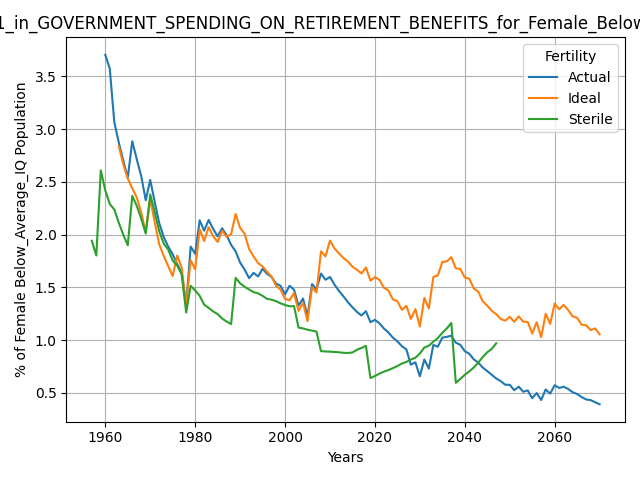 1_in_GOVERNMENT_SPENDING_ON_RETIREMENT_BENEFITS_for_Female_Below
Fertility
Actual
Ideal
Sterile
% of Female Below_Average_IQ Population
3.5
3.0
2.5
2.0
1.5
1.0
0.5
1960
1980
2000
2020
2040
2060
Years